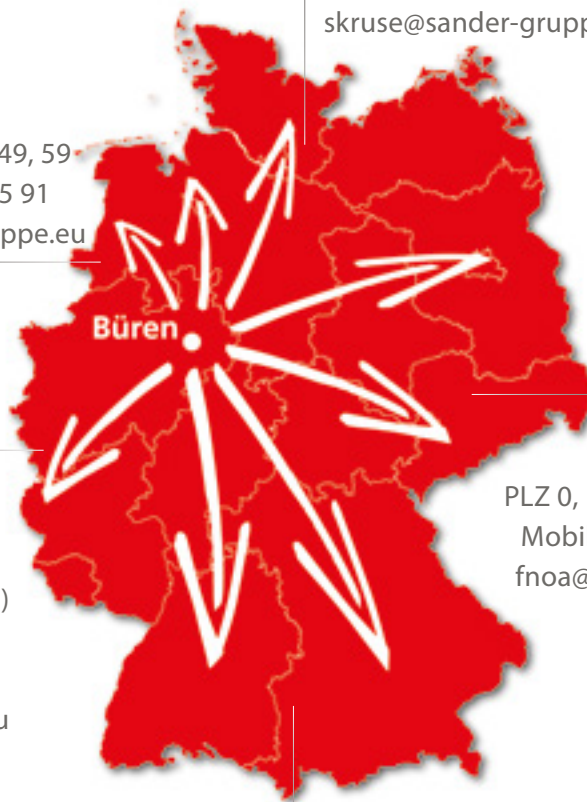 skruse@sander-grupp
49, 59
5 91
ppe.eu
Büren
PLZ 0,
Mobi
fnoa@
)
u